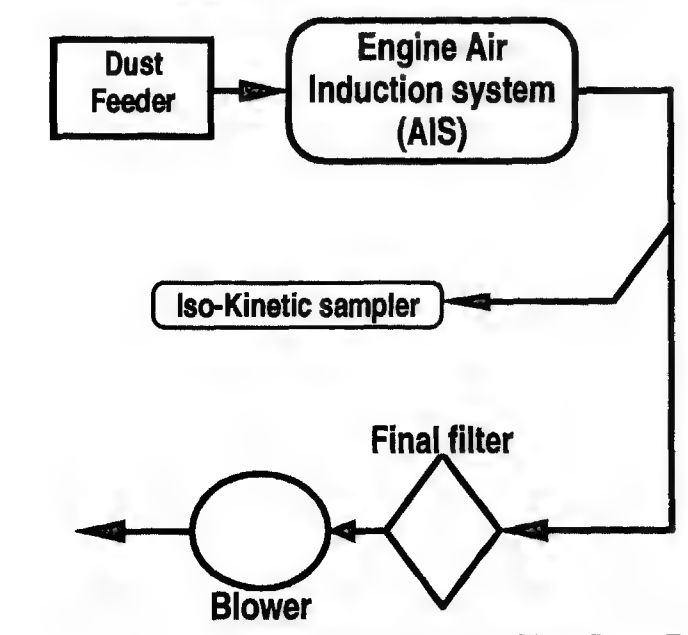 Dust
Feeder
Engine Air
Induction system
(AIS)
Iso-Kinetic sampler
Final filter
Blower